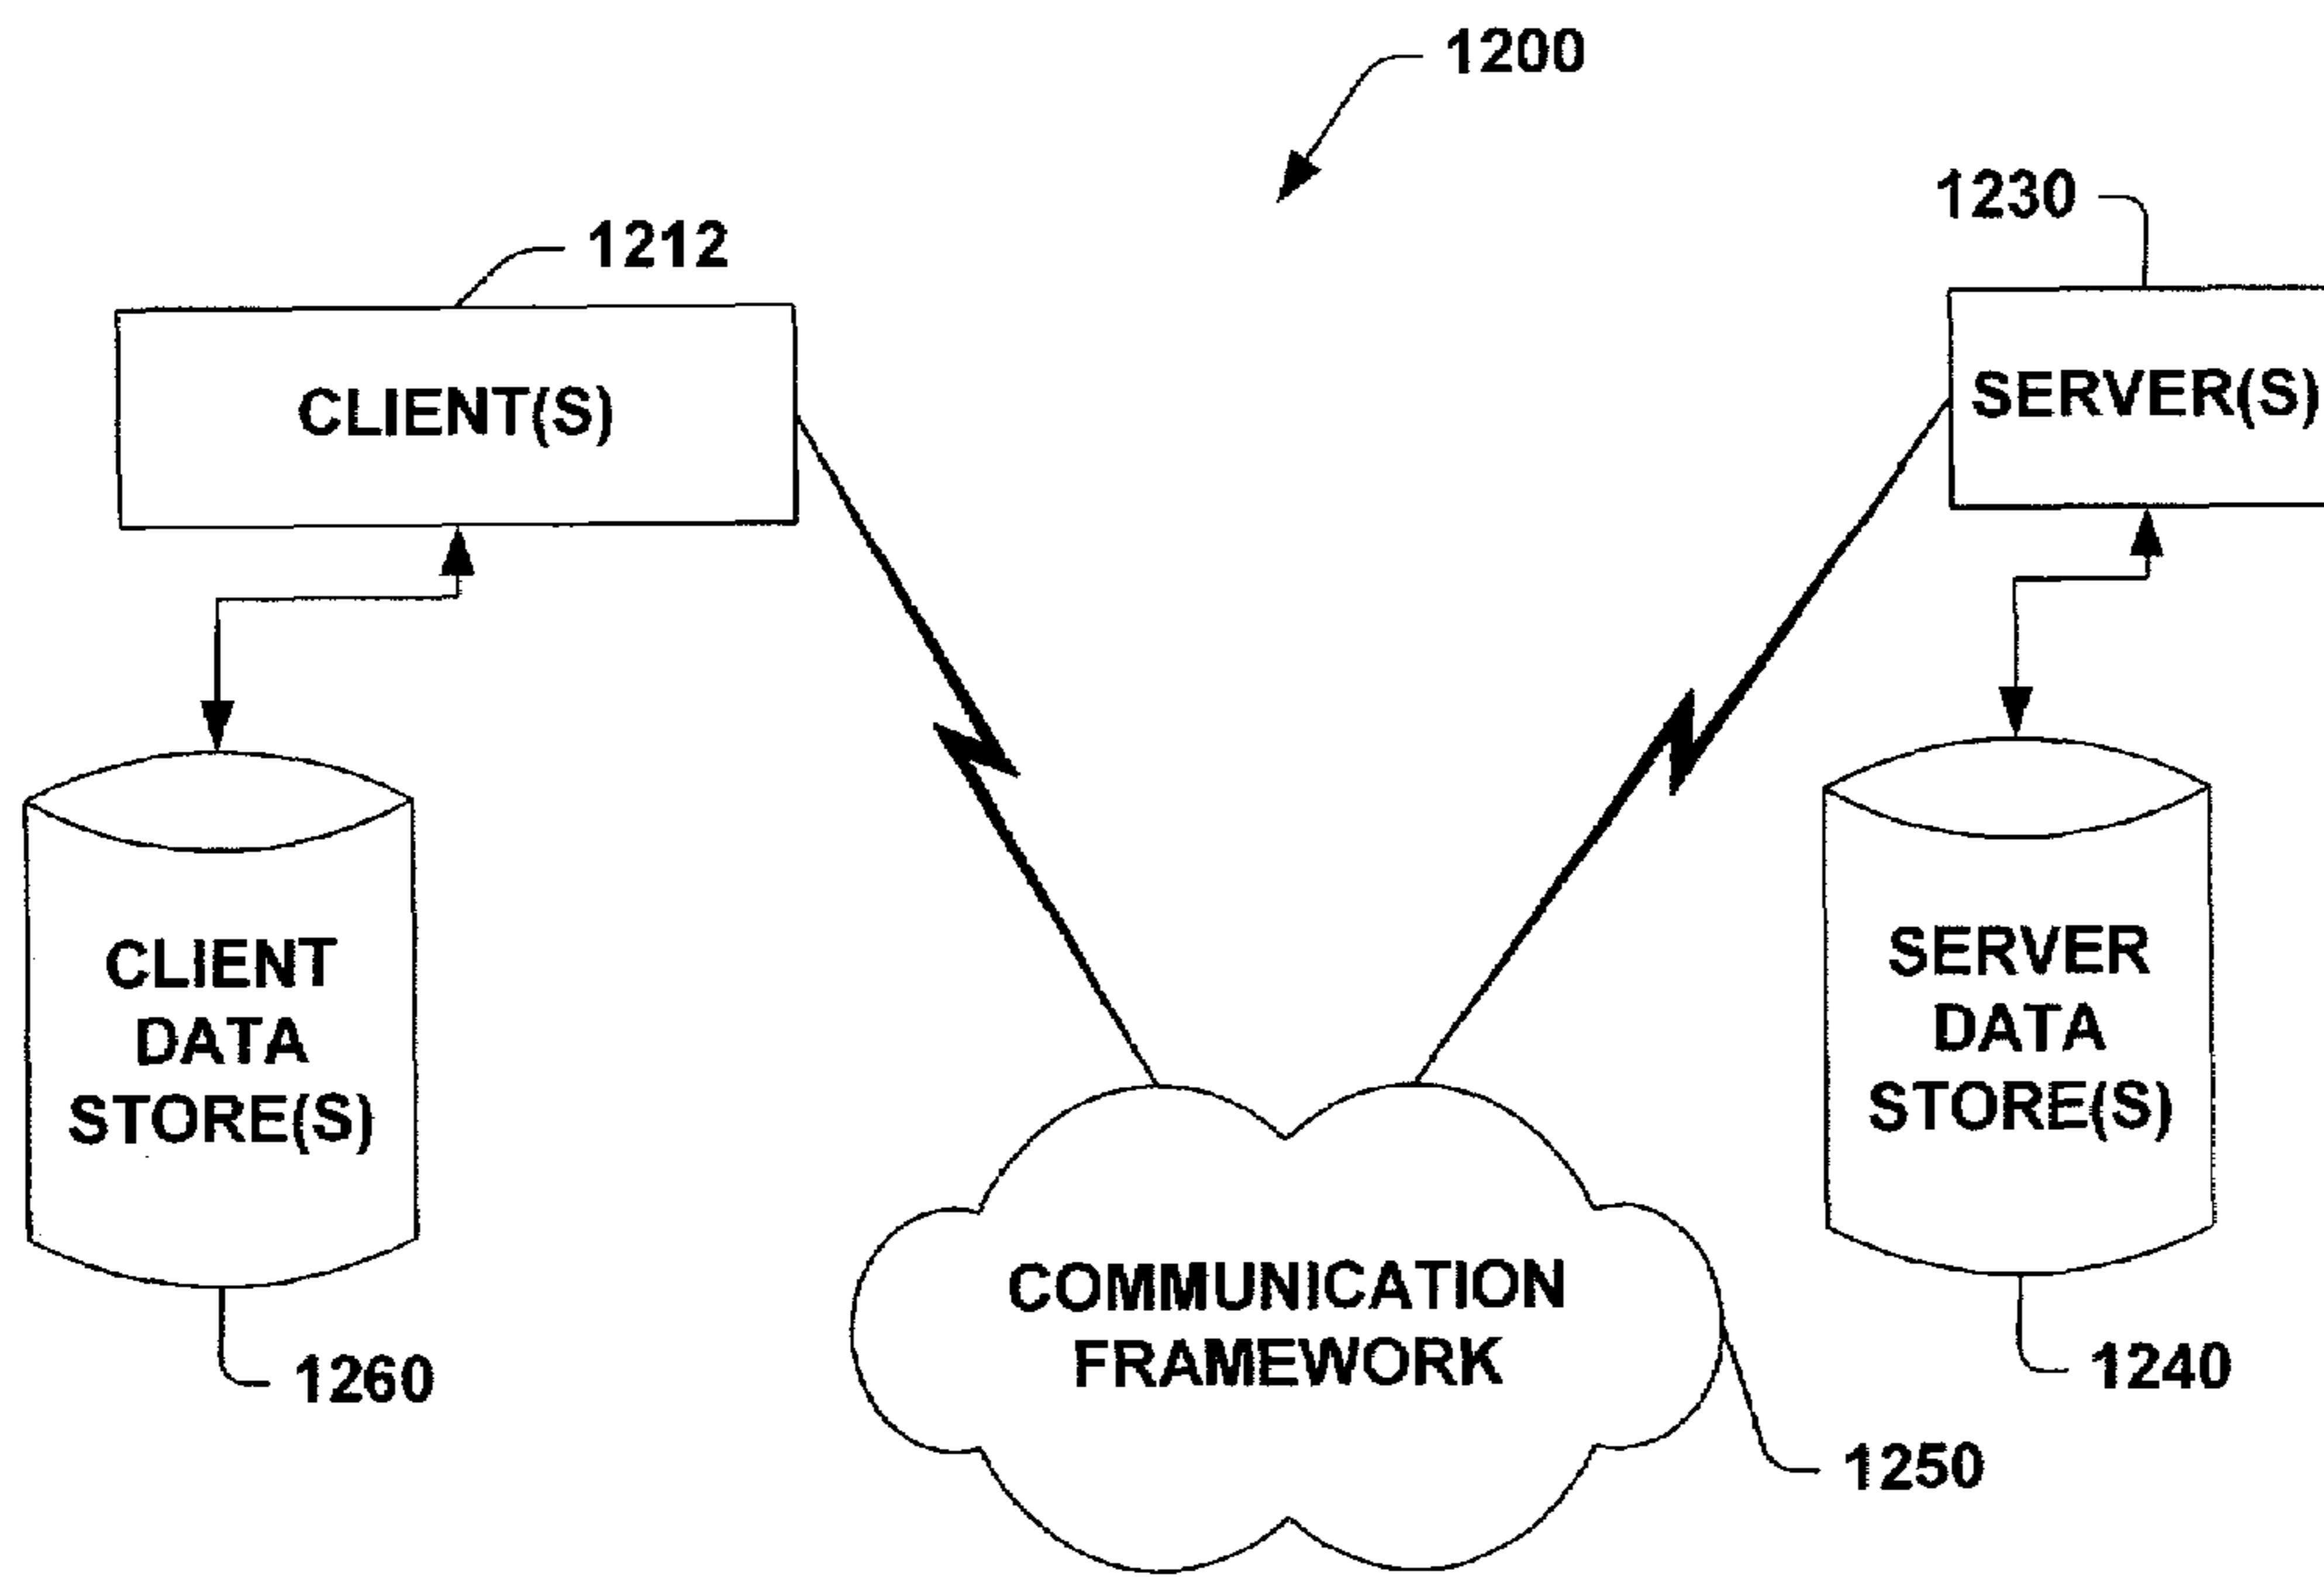 1200
1230
1212
CLIENT(S)
SERVER(S)
CLIENT
DATA
STORE(S)
SERVER
DATA
STORE(S)
COMMUNICATION
FRAMEWORK
1260
1240
1250